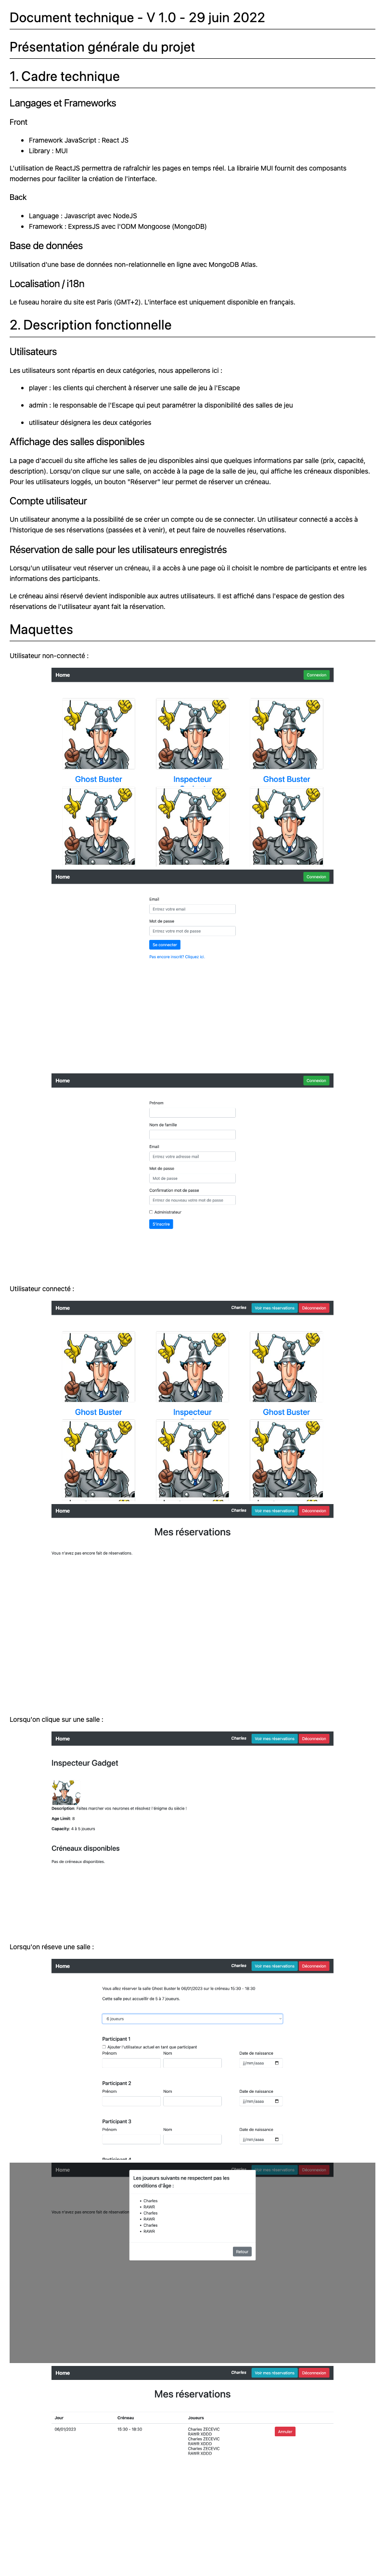 Document technique - V 1.0 - 29 juin 2022
Présentation générale du projet
1. Cadre technique
Langages et Frameworks
Front
Framework JavaScript : React JS
Library : MUI
L'utilisation de ReactJS permettra de rafraîchir les pages en temps réel. La librairie MUI fournit des composants
modernes pour faciliter la création de l'interface.
Back
Language : Javascript avec NodeJS
Framework : ExpressJS avec l'ODM Mongoose (MongoDB)
Base de données
Utilisation d'une base de données non-relationnelle en ligne avec MongoDB Atlas.
Localisation / i18n
Le fuseau horaire du site est Paris (GMT+2). L'interface est uniquement disponible en français.
2. Description fonctionnelle
Utilisateurs
Les utilisateurs sont répartis en deux catégories, nous appellerons ici :
player : les clients qui cherchent à réserver une salle de jeu à l'Escape
admin : le responsable de l'Escape qui peut paramétrer la disponibilité des salles de jeu
utilisateur désignera les deux catégories
Affichage des salles disponibles
La page d'accueil du site affiche les salles de jeu disponibles ainsi que quelques informations par salle (prix, capacité,
description). Lorsqu'on clique sur une salle, on accède à la page de la salle de jeu, qui affiche les créneaux disponibles.
Pour les utilisateurs loggés, un bouton "Réserver" leur permet de réserver un créneau.
Compte utilisateur
Un utilisateur anonyme a la possibilité de se créer un compte ou de se connecter. Un utilisateur connecté a accès à
l'historique de ses réservations (passées et à venir), et peut faire de nouvelles réservations.
Réservation de salle pour les utilisateurs enregistrés
Lorsqu'un utilisateur veut réserver un créneau, il a accès à une page où il choisit le nombre de participants et entre les
informations des participants.
Le créneau ainsi réservé devient indisponible aux autres utilisateurs. Il est affiché dans l'espace de gestion des
réservations de l'utilisateur ayant fait la réservation.
Maquettes
Utilisateur non-connecté :
Home Connexion
Ghost Buster Inspecteur Ghost Buster
Home Connexion
Email
Entrez votre email
Mot de passe
Entrez votre mot de passe
Se connecter
Pas encore inscrit? Cliquez ici
Home Connexion
Prénom
Nom de famille
Email
Entrez votre adresse mail
Mot de passe
Mot de passe
Confirmation mot de passe
Entrez de nouveau votre mot de passe
Administrateur
S'inscrire
Utilisateur connecté :
Home Charles Voir mes réservations Déconnexion
Ghost Buster Inspecteur Ghost Buster
Home Charles Voir mes réservations Déconnexion
Mes réservations
Vous n'avez pas encore fait de réservations.
Lorsqu'on clique sur une salle :
Home Charles Voir mes réservations Déconnexion
Inspecteur Gadget
Description: Faites marcher vos neurones et résolvez l'énigme du siècle !
Age Limit: 6
Capacity: 4 à 5 joueurs
Créneaux disponibles
Pas de créneaux disponibles.
Lorsqu'on réseve une salle :
Home Charles Voir mes réservations Déconnexion
Vous allez réserver la salle Ghost Buster le 06/01/2023 sur le créneau 15:30 - 18:30
Cette salle peut accueillir de 5 à 7 joueurs.
6 joueurs
Participant 1
Ajouter l'utilisateur actuel en tant que participant
Prénom Nom Date de naissance
jj/mm/aaaa
Participant 2
Prénom Nom Date de naissance
jj/mm/aaaa
Participant 3
Prénom Nom Date de naissance
jj/mm/aaaa
Participant 4
Home Charles Voir mes réservations Déconnexion
Les joueurs suivants ne respectent pas les
conditions d'âge :
Vous n'avez pas encore fait de réservation
Charles
RAWR
Charles
RAWR
Charles
RAWR
Retour
Home Charles Voir mes réservations Déconnexion
Mes réservations
Jour Créneau Joueurs
06/01/2023 15:30 - 18:30 Charles ZECEVIC
RAWR XDDD
Charles ZECEVIC
RAWR XDDD
Charles ZECEVIC
RAWR XDDD
Annuler